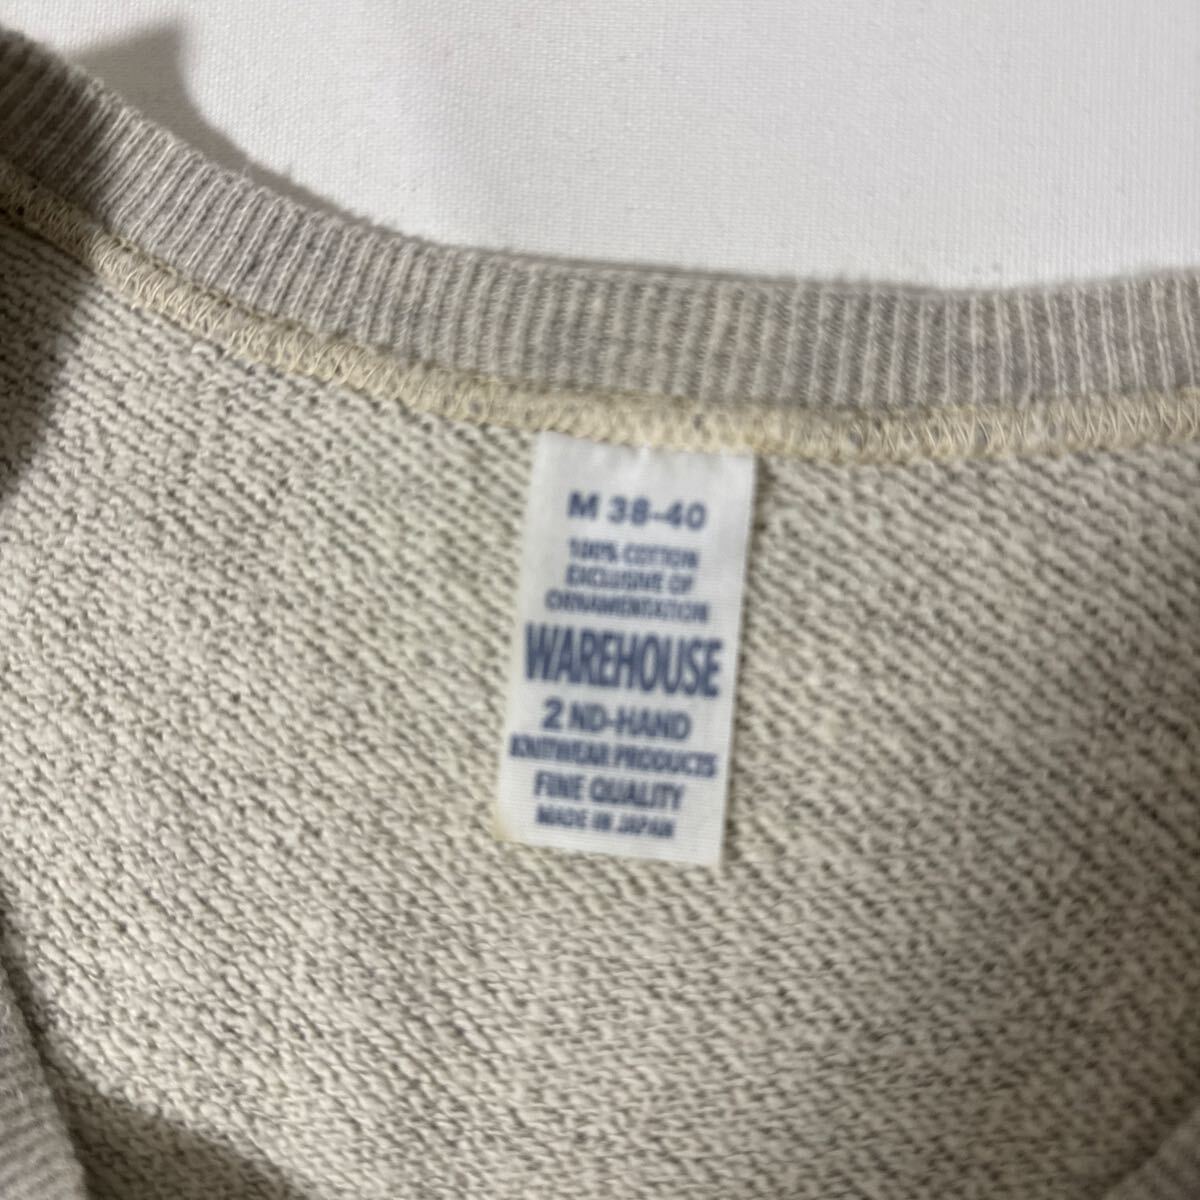 M 38-40
100% COTTON
EXCLUSIVE OF
ORNAMENTATION
WAREHOUSE
2 ND-HAND
KNITWEAR PRODUCTS
FINE QUALITY
MADE IN JAPAN